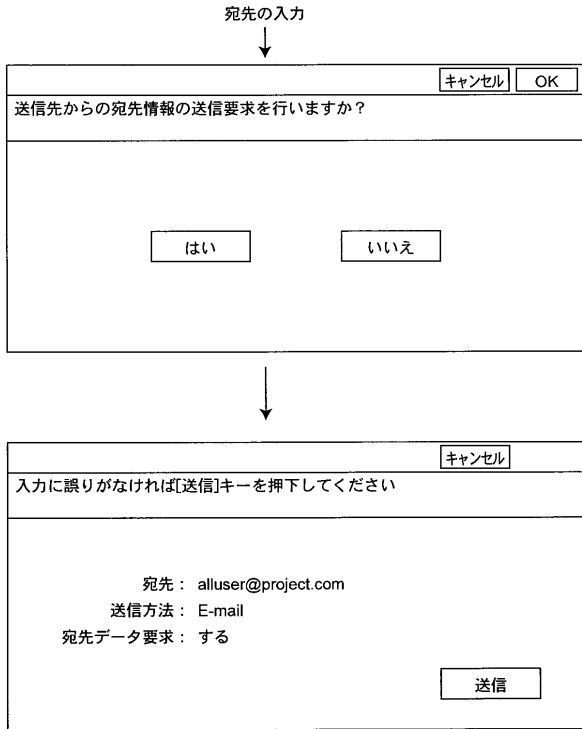 宛先の入力
キャンセル OK
送信先からの宛先情報の送信要求を行いますか？
はい いいえ
キャンセル
入力に誤りがなければ[送信]キーを押下してください
宛先： alluser@project.com
送信方法： E-mail
宛先データ要求： する
送信